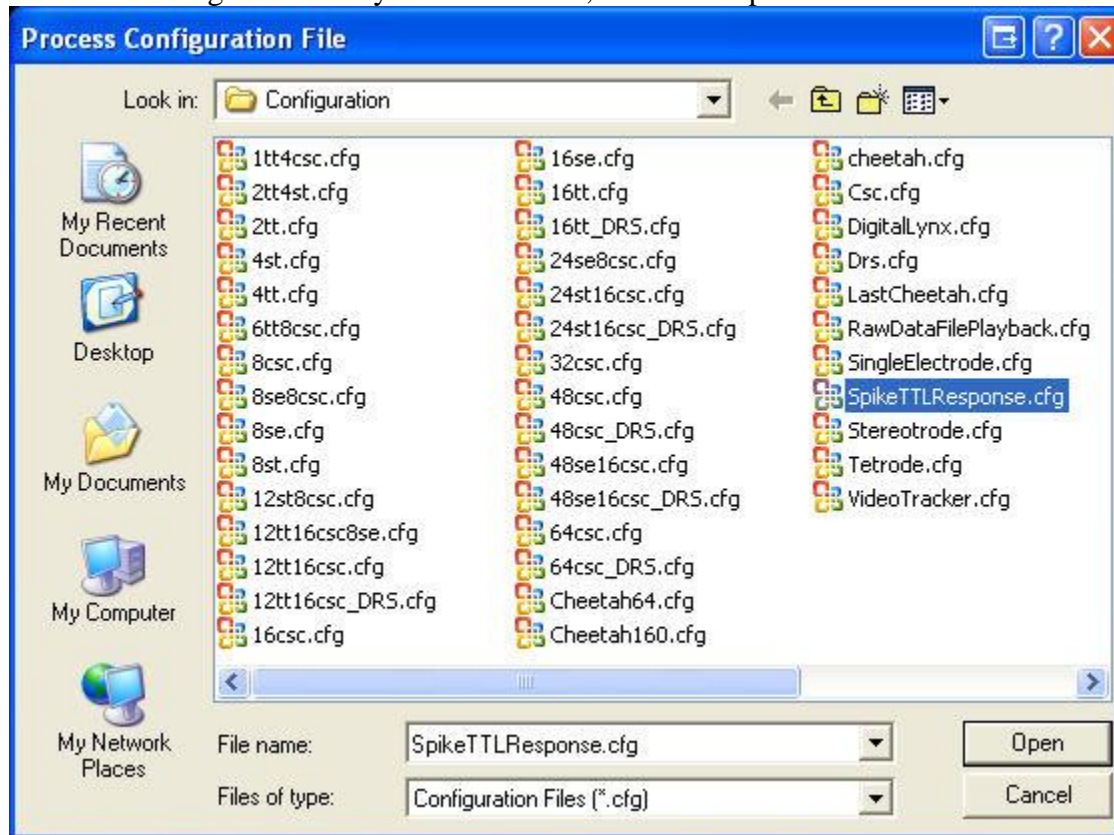 Process Configuration File
Look in:
Configuration
My Recent
Documents
Desktop
My Documents
My Computer
My Network
Places
1tt4csc.cfg
2tt4st.cfg
2tt.cfg
4st.cfg
4tt.cfg
6tt8csc.cfg
8csc.cfg
8se8csc.cfg
8se.cfg
8st.cfg
12st8csc.cfg
12tt16csc8se.cfg
12tt16csc.cfg
12tt16csc_DRS.cfg
16csc.cfg
16se.cfg
16tt.cfg
16tt_DRS.cfg
24se8csc.cfg
24st16csc.cfg
24st16csc_DRS.cfg
32csc.cfg
48csc.cfg
48csc_DRS.cfg
48se16csc.cfg
48se16csc_DRS.cfg
64csc.cfg
64csc_DRS.cfg
Cheetah64.cfg
Cheetah160.cfg
cheetah.cfg
Csc.cfg
DigitalLynx.cfg
Drs.cfg
LastCheetah.cfg
RawDataFilePlayback.cfg
SingleElectrode.cfg
SpikeTTLResponse.cfg
Stereotrode.cfg
Tetrode.cfg
VideoTracker.cfg
File name:
SpikeTTLResponse.cfg
Open
Files of type:
Configuration Files (*.cfg)
Cancel